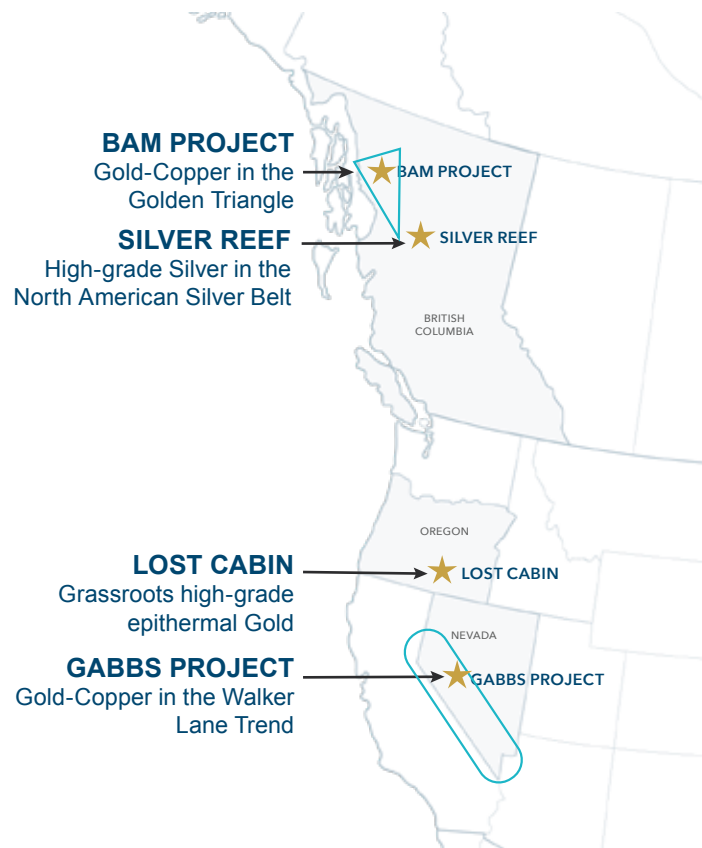 BAM PROJECT
Gold-Copper in the
Golden Triangle
BAM PROJECT
SILVER REEF
High-grade Silver in the
North American Silver Belt
SILVER REEF
BRITISH
COLUMBIA
OREGON
LOST CABIN
Grassroots high-grade
epithermal Gold
LOST CABIN
NEVADA
GABBS PROJECT
Gold-Copper in the Walker
Lane Trend
GABBS PROJECT